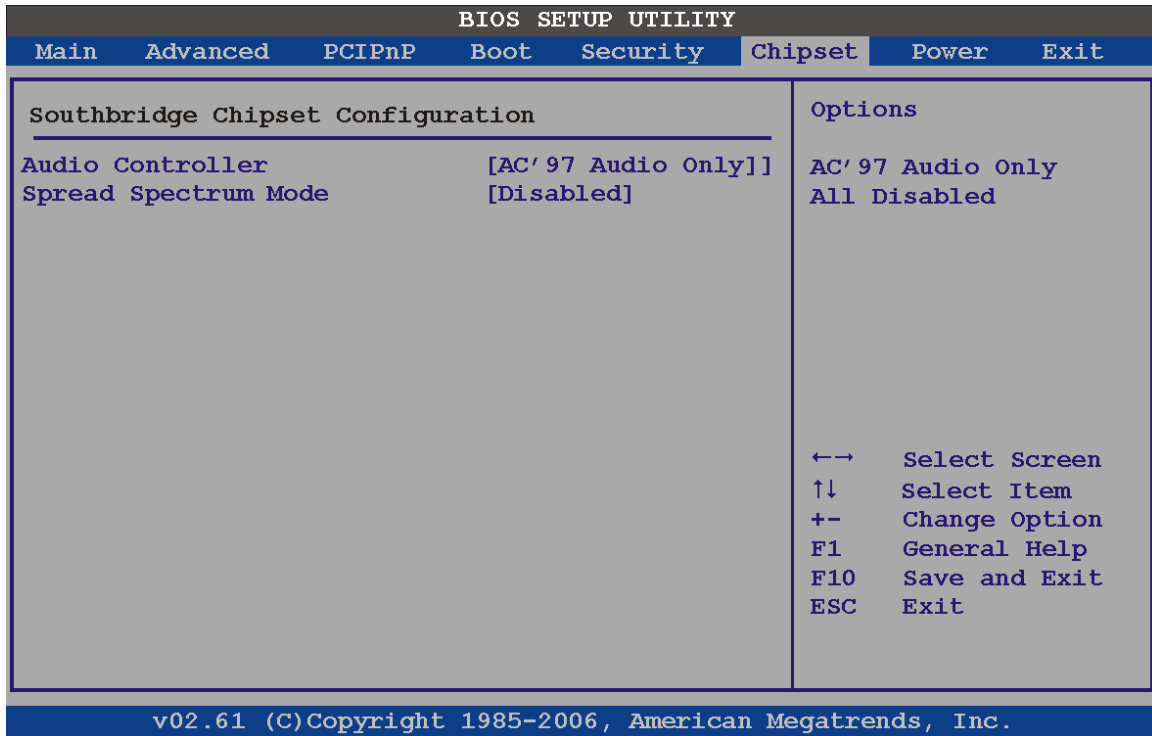 BIOS SETUP UTILITY
Main Advanced PCIPnP Boot Security Chipset Power Exit
Southbridge Chipset Configuration
Audio Controller [AC’97 Audio Only]]
Spread Spectrum Mode [Disabled]
Options
AC’97 Audio Only
All Disabled
←→ Select Screen
↑↓ Select Item
+- Change Option
F1 General Help
F10 Save and Exit
ESC Exit
v02.61 (C)Copyright 1985-2006, American Megatrends, Inc.